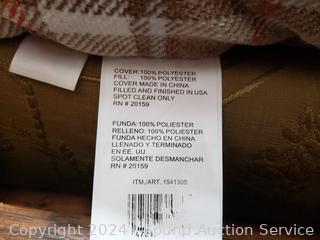 COVER: 100% POLYESTER
FILL: 100% POLYESTER
COVER MADE IN CHINA
FILLED AND FINISHED IN USA
SPOT CLEAN ONLY
RN # 20159
FUNDA: 100% POLIESTER
RELLENO: 100% POLIESTER
FUNDA HECHO EN CHINA
LLENADO Y TERMINADO
EN EE. UU.
SOLAMENTE DESMANCHAR
RN # 20159
ITM./ART. 1541300
Copyright 2024 Rebound Auction Service